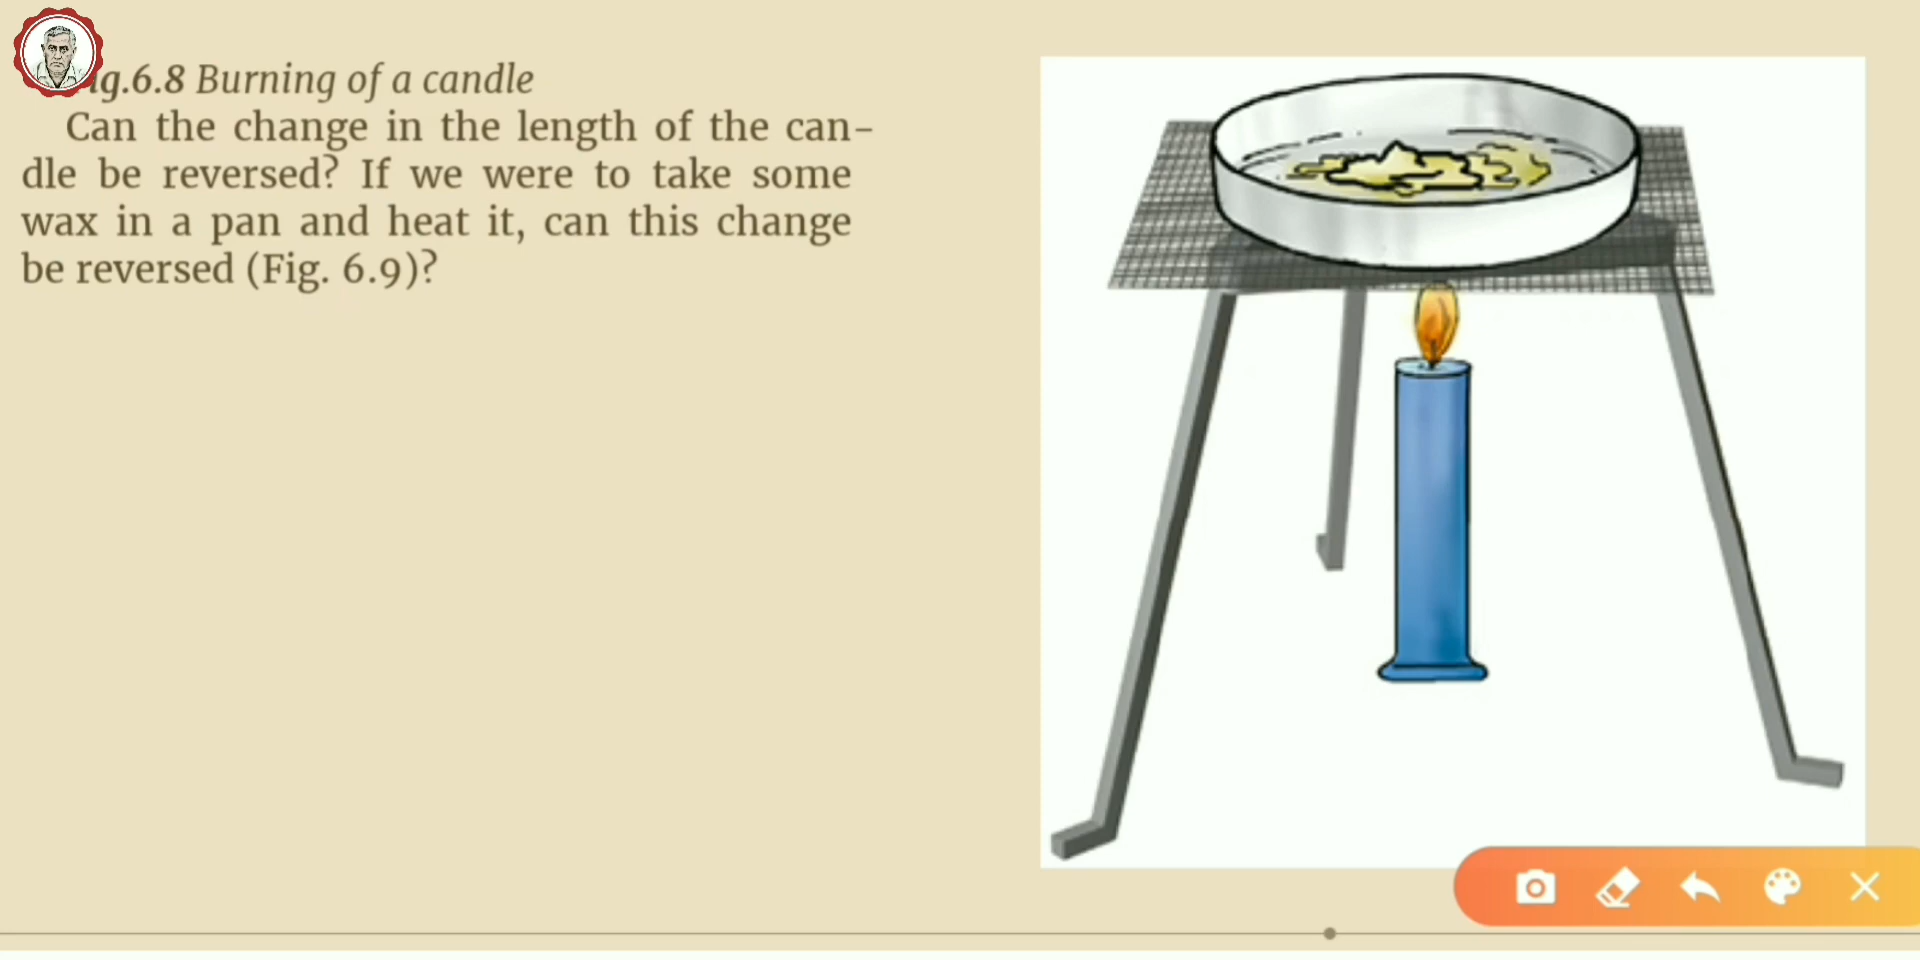 ig.6.8 Burning of a candle
Can the change in the length of the can-
dle be reversed? If we were to take some
wax in a pan and heat it, can this change
be reversed (Fig. 6.9)?